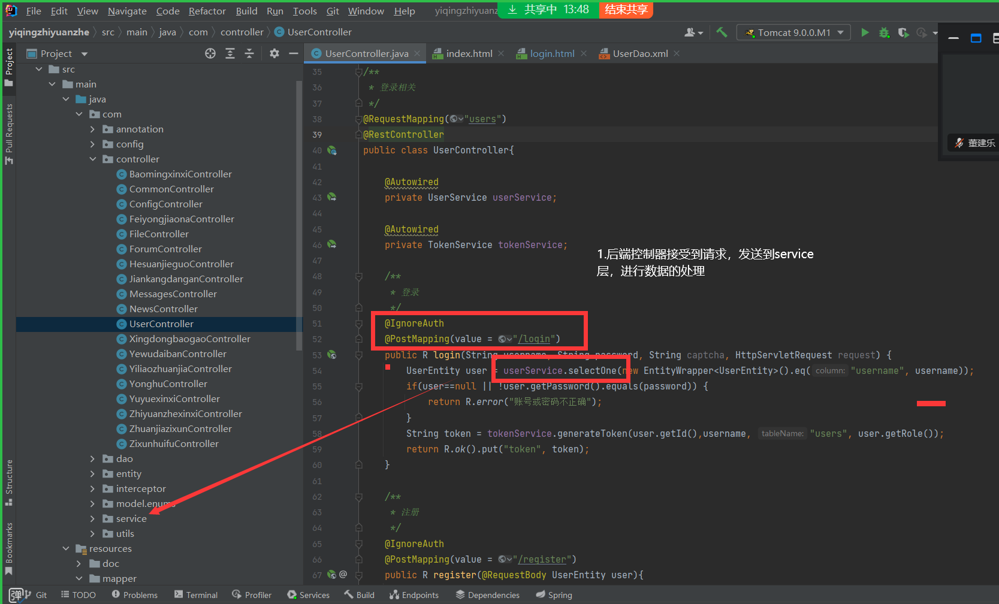 File Edit View Navigate Code Refactor Build Run Tools Git Window Help yiqingzhiyuanz 共享中 13:48 结束共享
yiqingzhiyuanzhe src main java com controller UserController Tomcat 9.0.0.M1
Project
UserController.java index.html login.html UserDao.xml
Project
Pull Requests
Structure
Bookmarks
src
main
java
com
annotation
config
controller
BaomingxinxiController
CommonController
ConfigController
FeiyongjiaonaController
FileController
ForumController
HesuanjieguoController
JiankangdanganController
MessagesController
NewsController
UserController
XingdongbaogaoController
YewudaibanController
YiliaozhuanjiaController
YonghuController
YuyuexinxiController
ZhiyuanzhexinxiController
ZhuanjiazixunController
ZixunhuifuController
dao
entity
interceptor
model.enums
service
utils
resources
doc
mapper
35 /**
36 * 登录相关
37 */
38 @RequestMapping("users")
39 @RestController
40 public class UserController{
41
42 @Autowired
43 private UserService userService;
44
45 @Autowired
46 private TokenService tokenService;
47
48 /**
49 * 登录
50 */
51 @IgnoreAuth
52 @PostMapping(value = "/login")
53 public R login(String username, String password, String captcha, HttpServletRequest request) {
54 UserEntity user = userService.selectOne(new EntityWrapper<UserEntity>().eq( column: "username", username));
55 if(user==null || !user.getPassword().equals(password)) {
56 return R.error("账号或密码不正确");
57 }
58 String token = tokenService.generateToken(user.getId(),username, tableName: "users", user.getRole());
59 return R.ok().put("token", token);
60 }
61
62 /**
63 * 注册
64 */
65 @IgnoreAuth
66 @PostMapping(value = "/register")
67 @ public R register(@RequestBody UserEntity user){
1.后端控制器接受到请求，发送到service
层，进行数据的处理
董建乐
弹 Git TODO Problems Terminal Profiler Services Build Endpoints Dependencies Spring